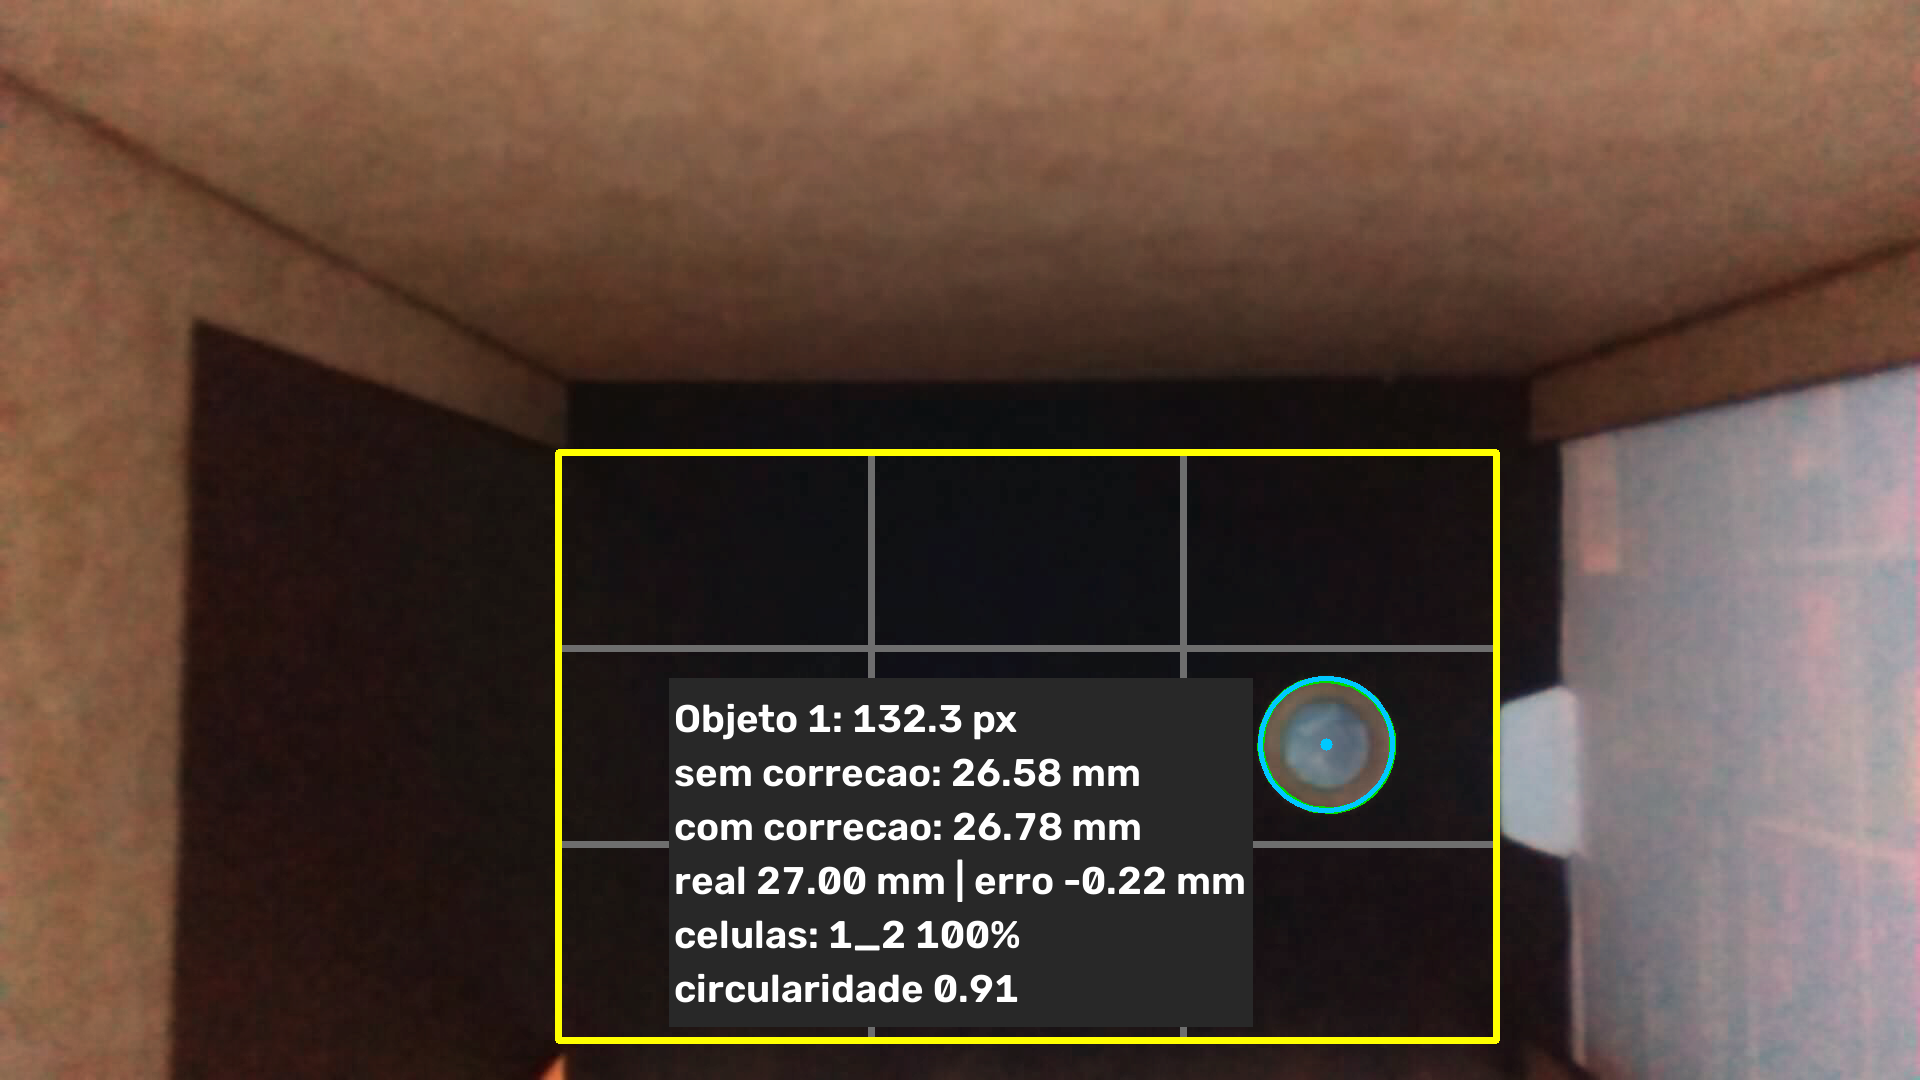 Objeto 1: 132.3 px
sem correcao: 26.58 mm
com correcao: 26.78 mm
real 27.00 mm | erro -0.22 mm
celulas: 1_2 100%
circularidade 0.91